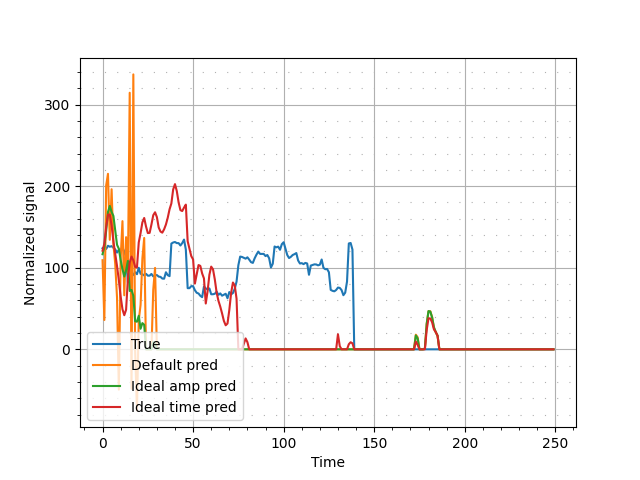 300
200
100
0
Normalized signal
True
Default pred
Ideal amp pred
Ideal time pred
0 50 100 150 200 250
Time